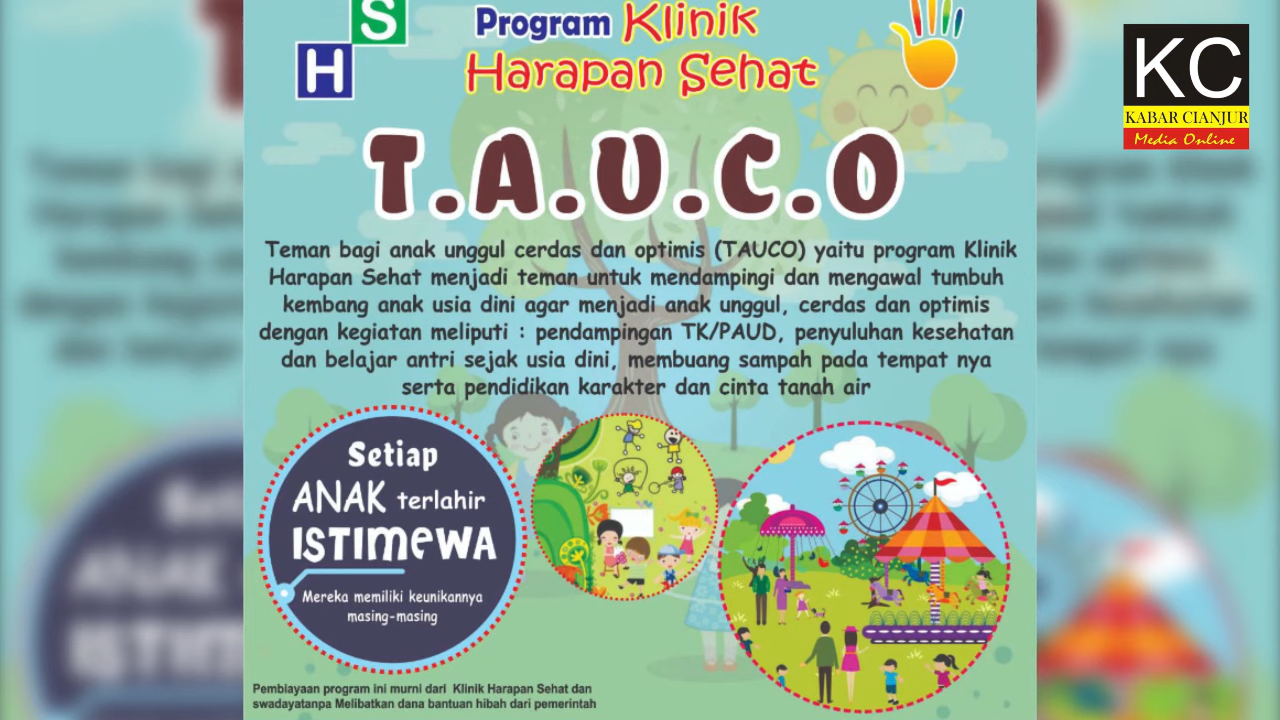 S
H
Program Klinik
Harapan Sehat
KC
KABAR CIANJUR
Media Online
T.A.U.C.O
Teman bagi anak unggul cerdas dan optimis (TAUCO) yaitu program Klinik
Harapan Sehat menjadi teman untuk mendampingi dan mengawal tumbuh
kembang anak usia dini agar menjadi anak unggul, cerdas dan optimis
dengan kegiatan meliputi : pendampingan TK/PAUD, penyuluhan kesehatan
dan belajar antri sejak usia dini, membuang sampah pada tempat nya
serta pendidikan karakter dan cinta tanah air
Setiap
ANAK terlahir
ISTIMEWA
Mereka memiliki keunikannya
masing-masing
Pembiayaan program ini murni dari Klinik Harapan Sehat dan
swadayatanpa Melibatkan dana bantuan hibah dari pemerintah